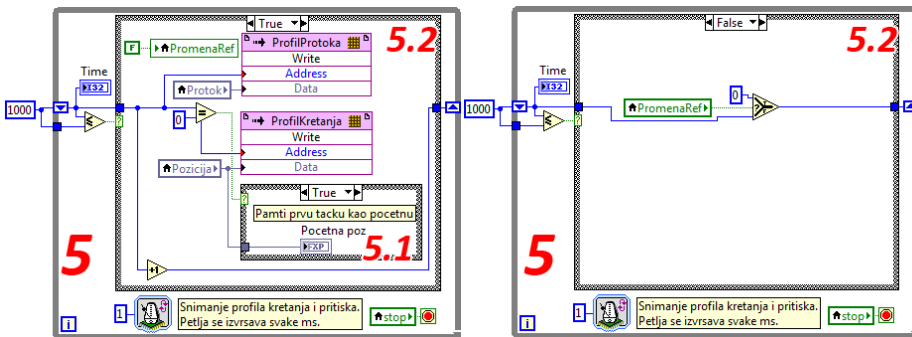 True
5.2
F
PromenaRef
ProfilProtoka
Write
Address
Data
Time
I32
1000
Protok
0
=
ProfilKretanja
Write
Address
Data
Pozicija
?
?
True
Pamti prvu tacku kao pocetnu
Pocetna poz
FXP
5.1
5
+1
1
Snimanje profila kretanja i pritiska.
Petlja se izvrsava svake ms.
stop
i
False
5.2
Time
I32
1000
0
PromenaRef
?
5
1
Snimanje profila kretanja i pritiska.
Petlja se izvrsava svake ms.
stop
i